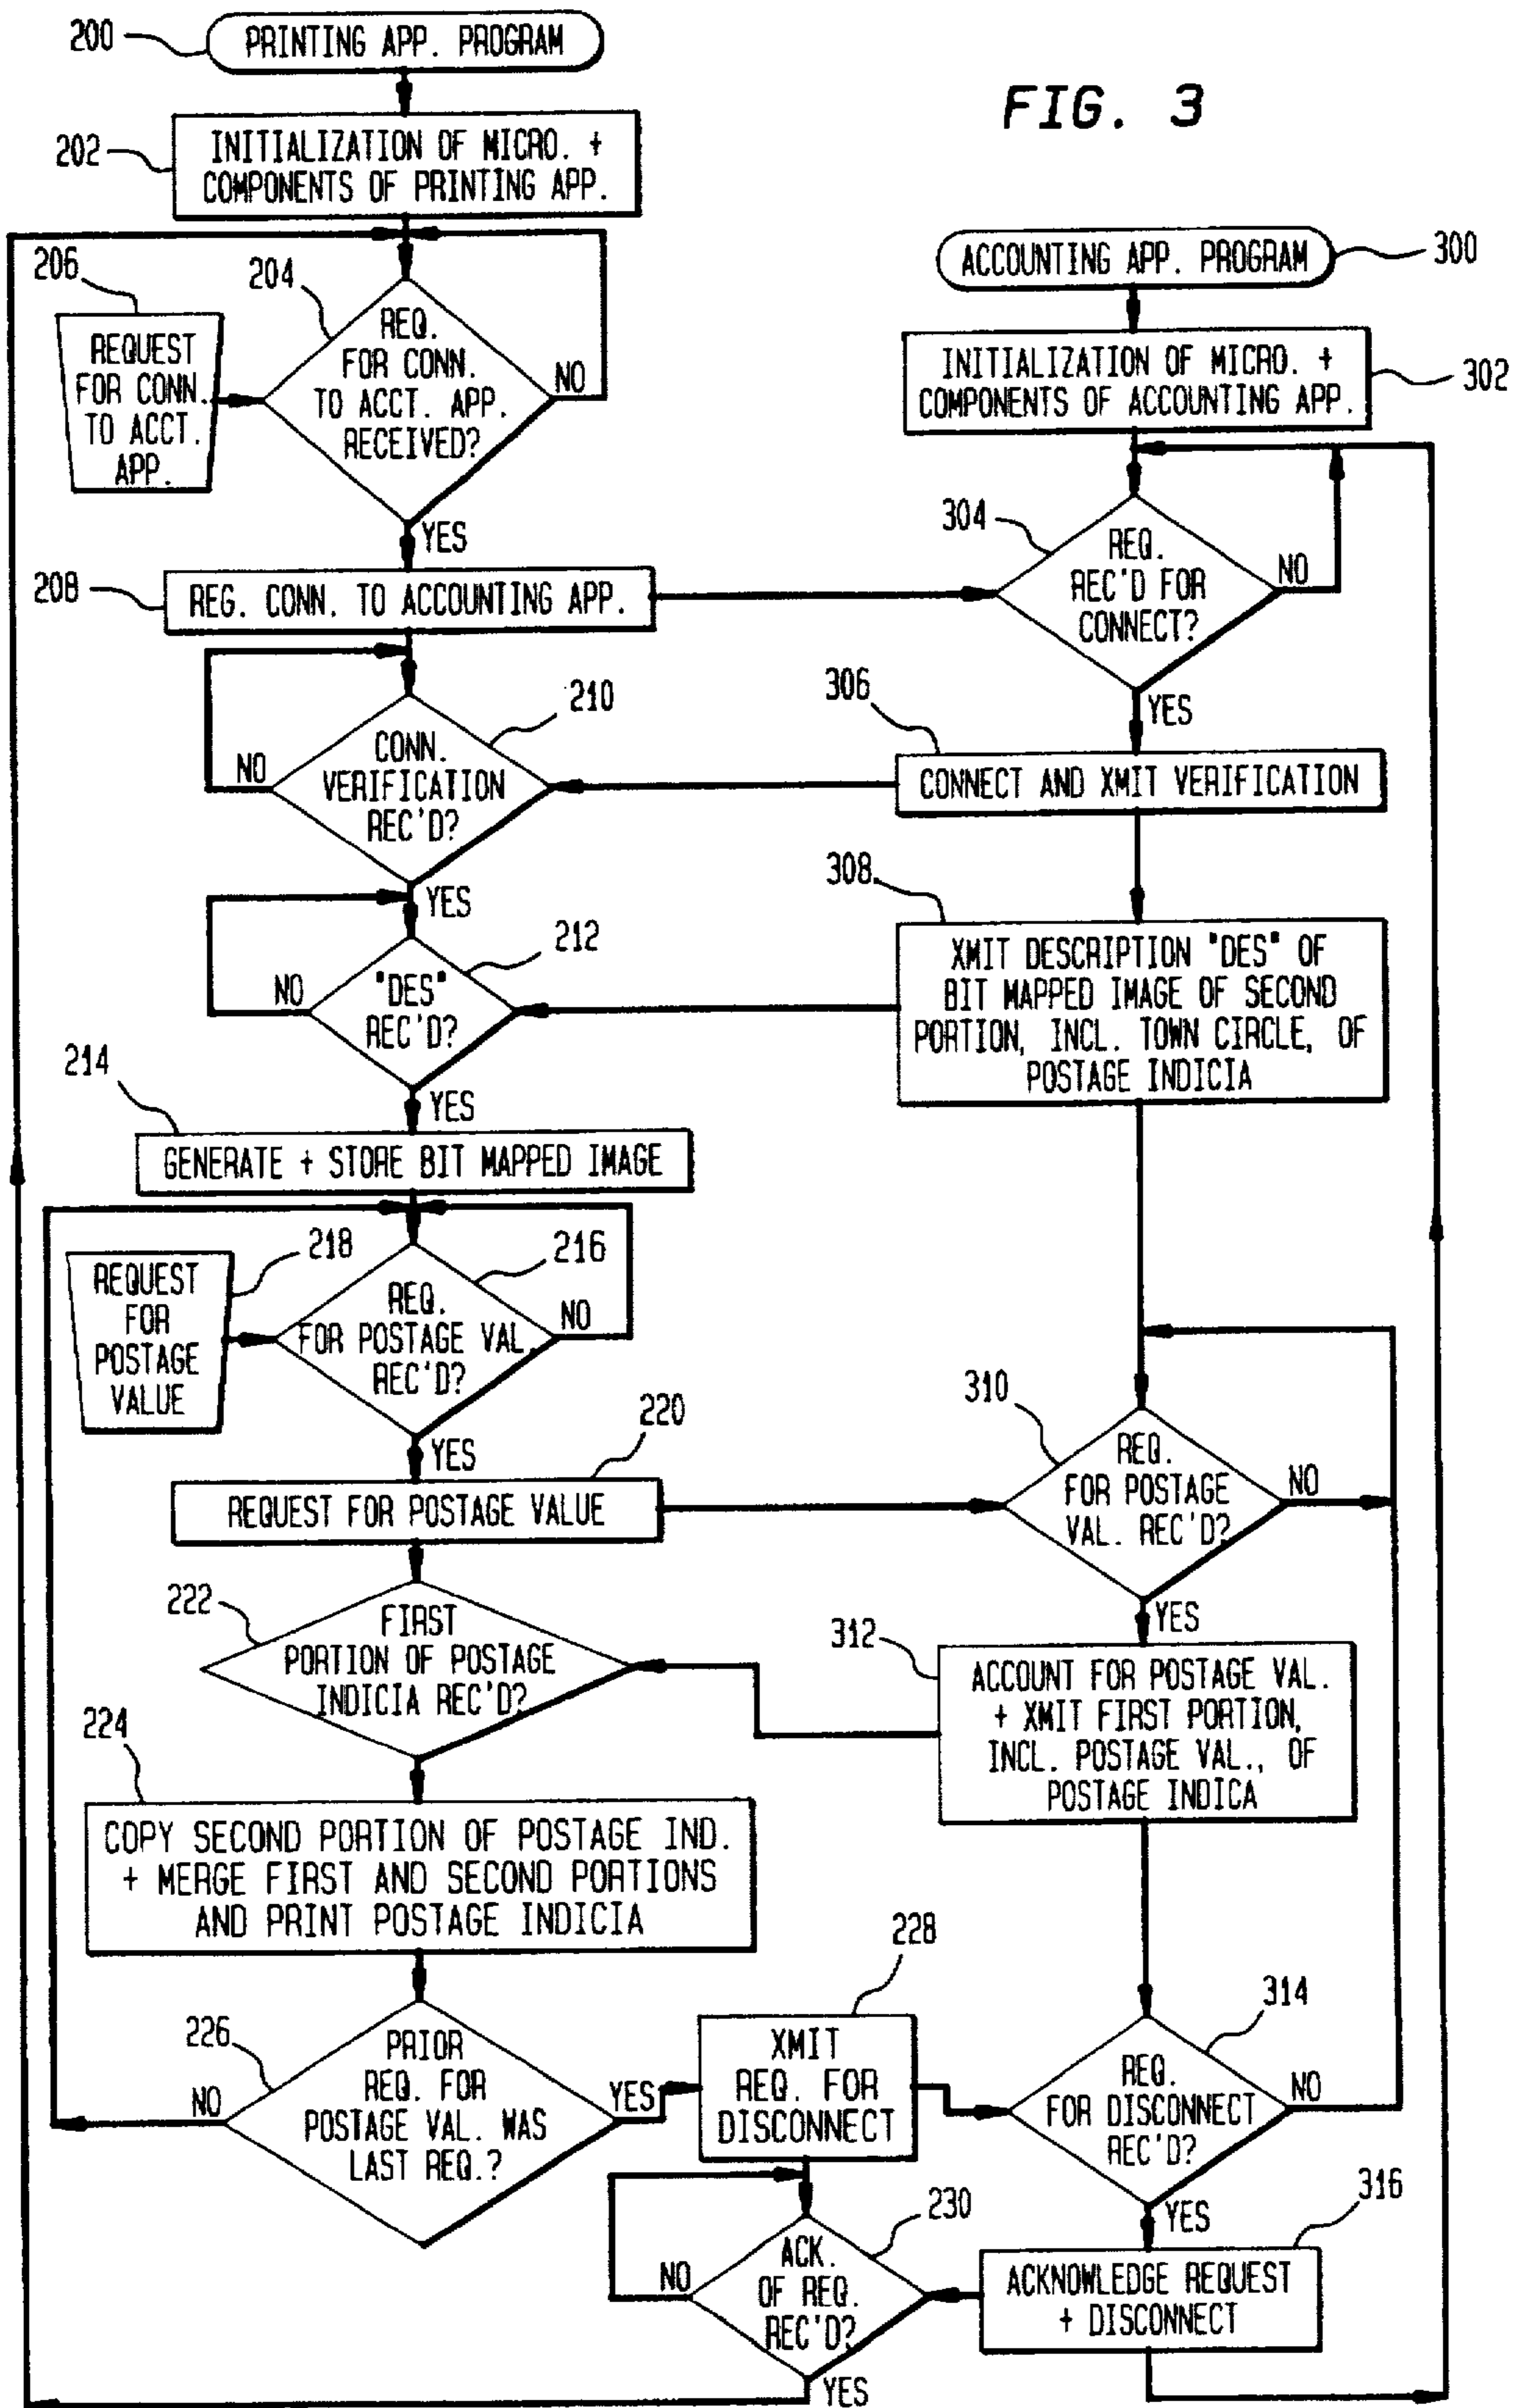 FIG. 3
200
PRINTING APP. PROGRAM
202
INITIALIZATION OF MICRO. +
COMPONENTS OF PRINTING APP.
206
REQUEST
FOR CONN.
TO ACCT.
APP.
204
REQ.
FOR CONN.
TO ACCT. APP.
RECEIVED?
NO
YES
208
REG. CONN. TO ACCOUNTING APP.
210
CONN.
VERIFICATION
REC'D?
NO
YES
212
"DES"
REC'D?
NO
YES
214
GENERATE + STORE BIT MAPPED IMAGE
218
REQUEST
FOR
POSTAGE
VALUE
216
REQ.
FOR POSTAGE VAL.
REC'D?
NO
YES
220
REQUEST FOR POSTAGE VALUE
222
FIRST
PORTION OF POSTAGE
INDICIA REC'D?
224
COPY SECOND PORTION OF POSTAGE IND.
+ MERGE FIRST AND SECOND PORTIONS
AND PRINT POSTAGE INDICIA
226
PRIOR
REQ. FOR
POSTAGE VAL. WAS
LAST REQ.?
NO
YES
228
XMIT
REQ. FOR
DISCONNECT
230
ACK.
OF REQ.
REC'D?
NO
YES
ACCOUNTING APP. PROGRAM
300
INITIALIZATION OF MICRO. +
COMPONENTS OF ACCOUNTING APP.
302
304
REQ.
REC'D FOR
CONNECT?
NO
YES
306
CONNECT AND XMIT VERIFICATION
308.
XMIT DESCRIPTION "DES" OF
BIT MAPPED IMAGE OF SECOND
PORTION, INCL. TOWN CIRCLE, OF
POSTAGE INDICIA
310
REQ.
FOR POSTAGE
VAL. REC'D?
NO
YES
312
ACCOUNT FOR POSTAGE VAL.
+ XMIT FIRST PORTION,
INCL. POSTAGE VAL., OF
POSTAGE INDICA
314
REQ.
FOR DISCONNECT
REC'D?
NO
YES
316
ACKNOWLEDGE REQUEST
+ DISCONNECT